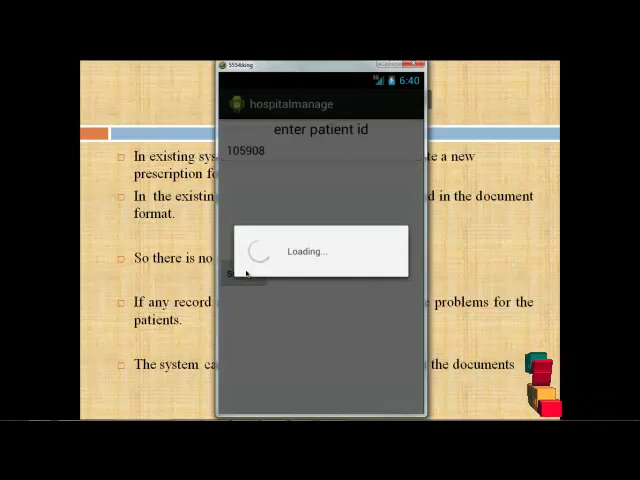 5554:king
6:40
hospitalmanage
enter patient id
105908
Loading...
In existing sys
te a new
prescription fo
In the existing
d in the document
format.
So there is no
If any record
problems for the
patients.
The system ca
the documents